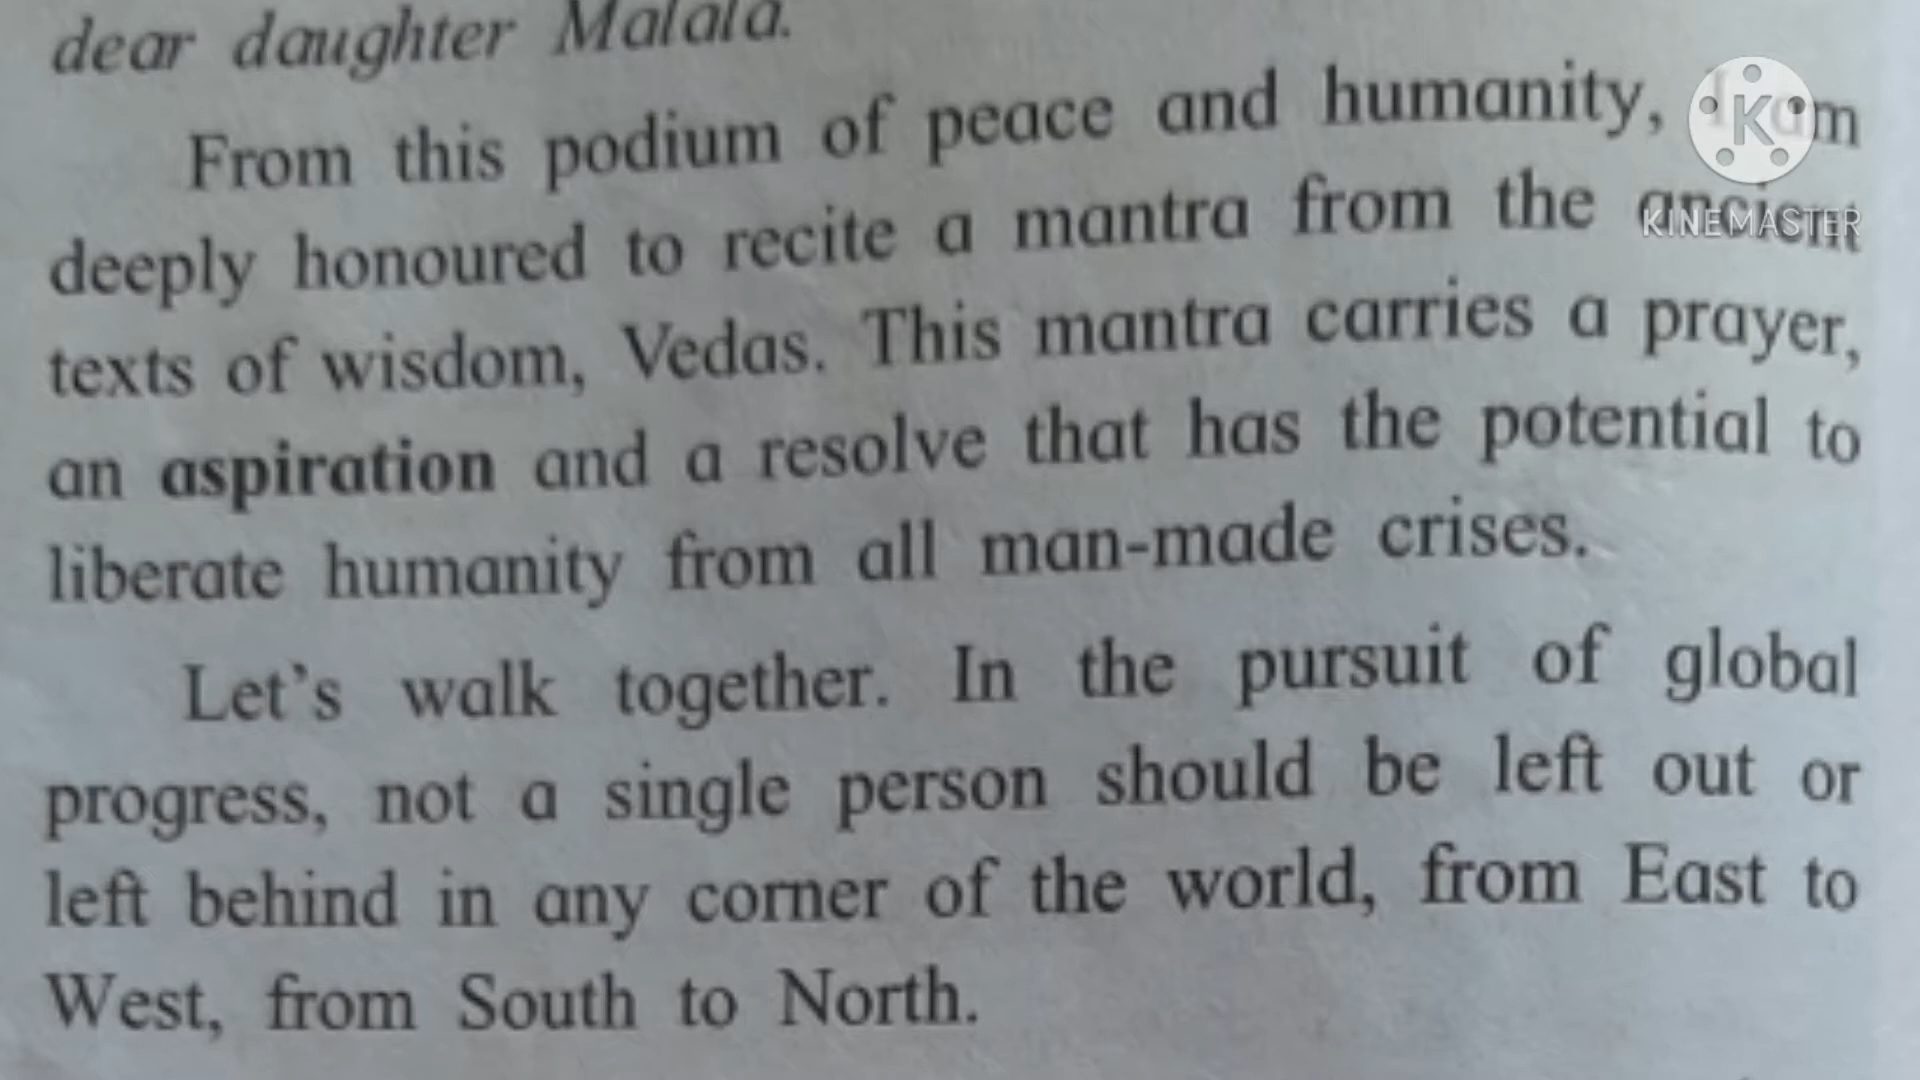 dear daughter Malala.
From this podium of peace and humanity, I am
deeply honoured to recite a mantra from the ancient
texts of wisdom, Vedas. This mantra carries a prayer,
an aspiration and a resolve that has the potential to
liberate humanity from all man-made crises.
Let's walk together. In the pursuit of global
progress, not a single person should be left out or
left behind in any corner of the world, from East to
West, from South to North.
K
KINEMASTER